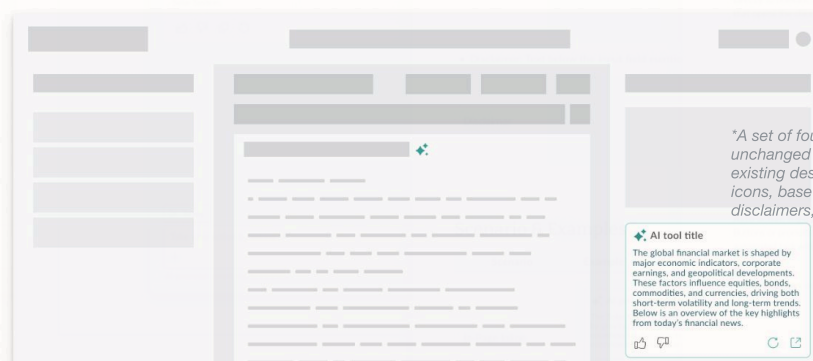 *A set of fou
unchanged
existing des
icons, base
disclaimers,
AI tool title
The global financial market is shaped by
major economic indicators, corporate
earnings, and geopolitical developments.
These factors influence equities, bonds,
commodities, and currencies, driving both
short-term volatility and long-term trends.
Below is an overview of the key highlights
from today's financial news.